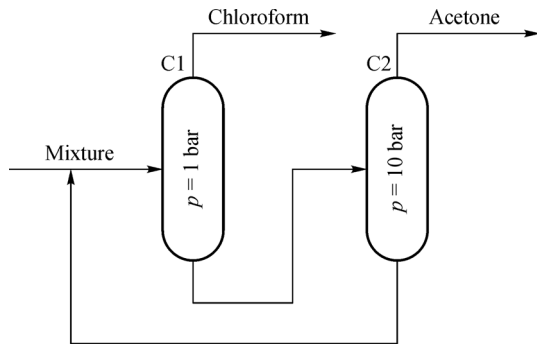 Chloroform
Acetone
C1
C2
Mixture
p = 1 bar
p = 10 bar